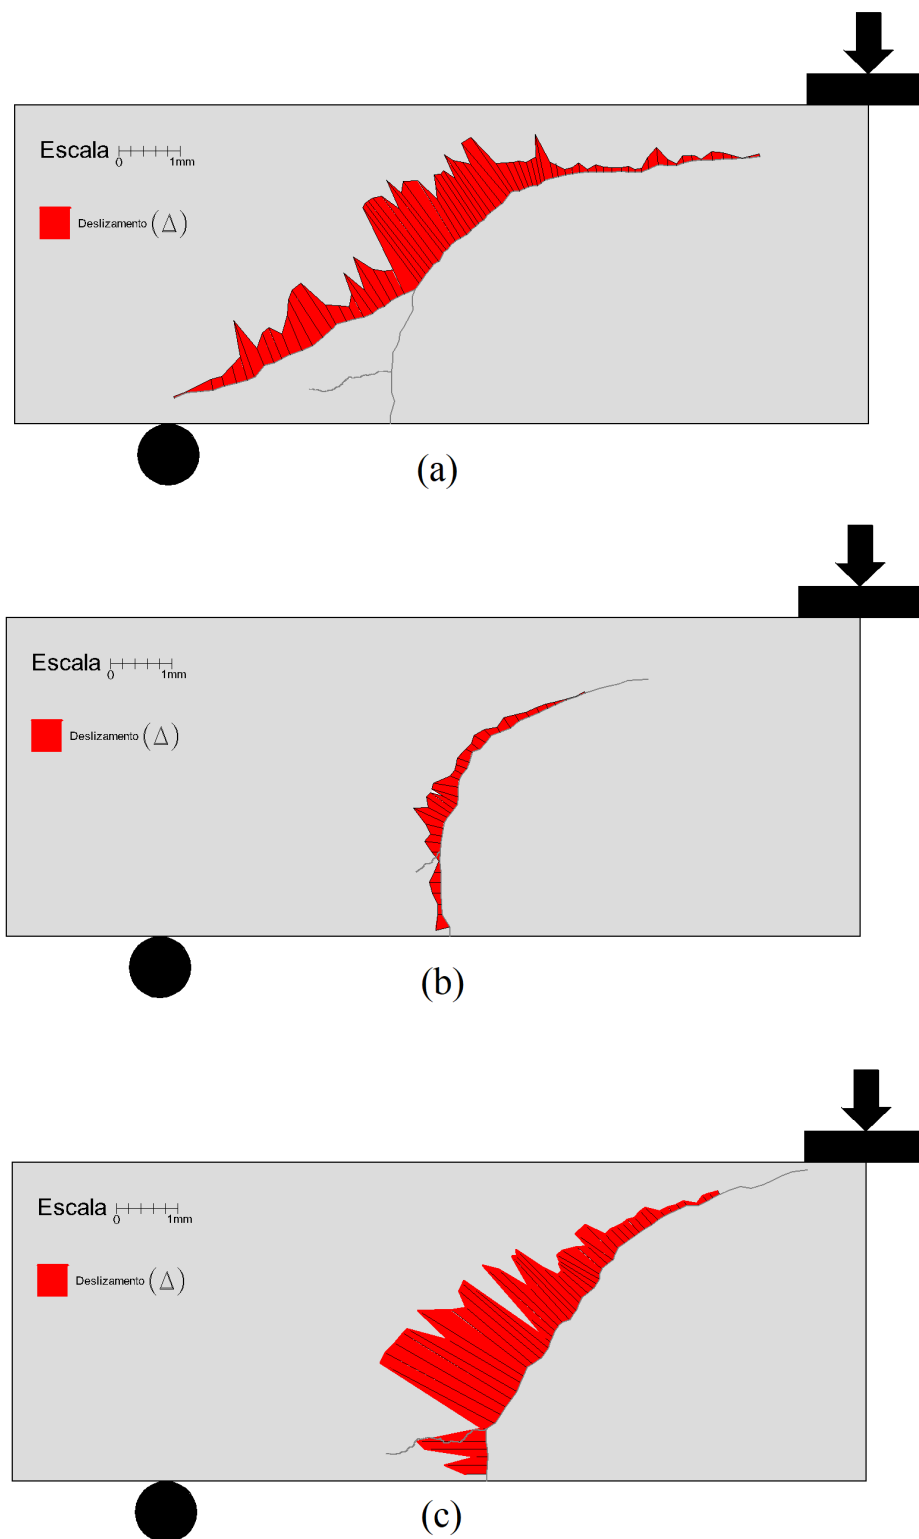 Escala
0 1mm
Deslizamento (Δ)
(a)
Escala
0 1mm
Deslizamento (Δ)
(b)
Escala
0 1mm
Deslizamento (Δ)
(c)